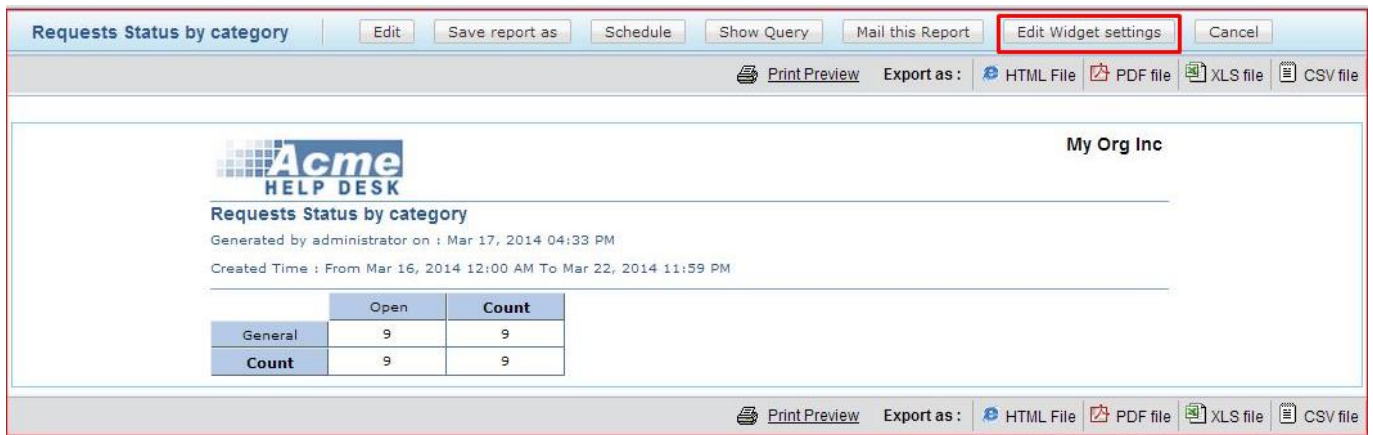 Requests Status by category Edit Save report as Schedule Show Query Mail this Report Edit Widget settings Cancel
Print Preview Export as : HTML File PDF file XLS file CSV file
My Org Inc
Acme
HELP DESK
Requests Status by category
Generated by administrator on : Mar 17, 2014 04:33 PM
Created Time : From Mar 16, 2014 12:00 AM To Mar 22, 2014 11:59 PM
Open Count
General 9 9
Count 9 9
Print Preview Export as : HTML File PDF file XLS file CSV file